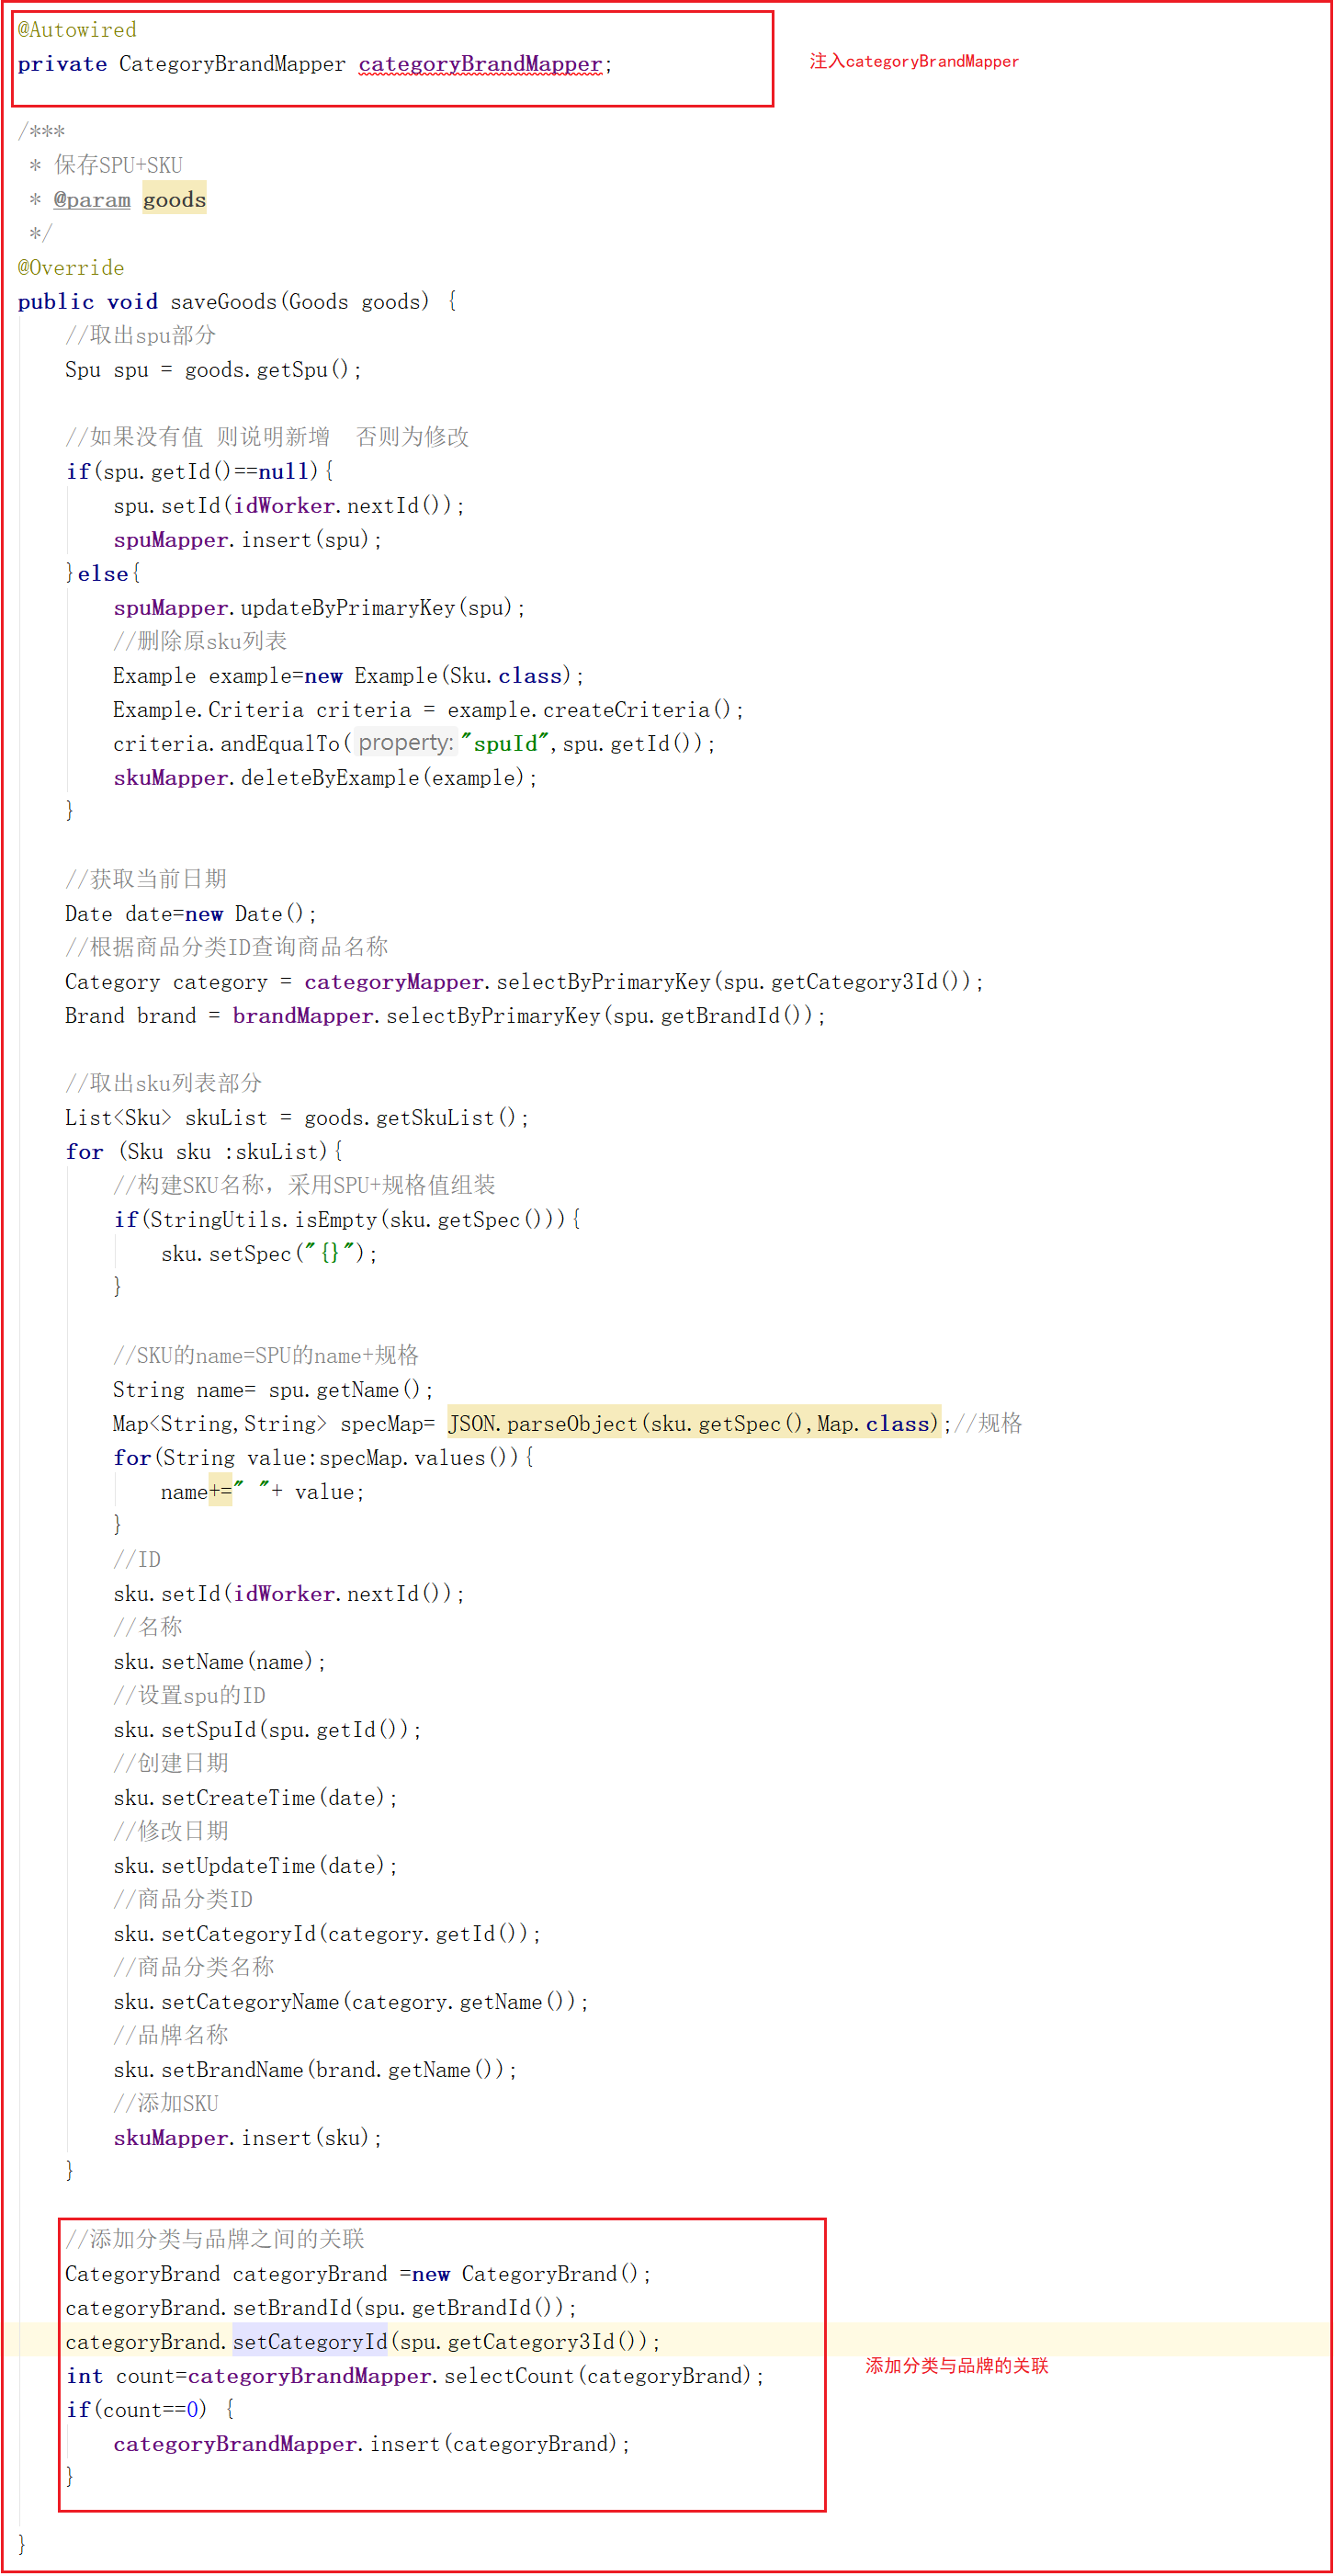 @Autowired
private CategoryBrandMapper categoryBrandMapper;
注入categoryBrandMapper
/***
 * 保存SPU+SKU
 * @param goods
 */
@Override
public void saveGoods(Goods goods) {
    //取出spu部分
    Spu spu = goods.getSpu();
    //如果没有值 则说明新增  否则为修改
    if(spu.getId()==null){
        spu.setId(idWorker.nextId());
        spuMapper.insert(spu);
    }else{
        spuMapper.updateByPrimaryKey(spu);
        //删除原sku列表
        Example example=new Example(Sku.class);
        Example.Criteria criteria = example.createCriteria();
        criteria.andEqualTo( property: "spuId",spu.getId());
        skuMapper.deleteByExample(example);
    }
    //获取当前日期
    Date date=new Date();
    //根据商品分类ID查询商品名称
    Category category = categoryMapper.selectByPrimaryKey(spu.getCategory3Id());
    Brand brand = brandMapper.selectByPrimaryKey(spu.getBrandId());
    //取出sku列表部分
    List<Sku> skuList = goods.getSkuList();
    for (Sku sku :skuList){
        //构建SKU名称，采用SPU+规格值组装
        if(StringUtils.isEmpty(sku.getSpec())){
            sku.setSpec("{}");
        }
        //SKU的name=SPU的name+规格
        String name= spu.getName();
        Map<String,String> specMap= JSON.parseObject(sku.getSpec(),Map.class);//规格
        for(String value:specMap.values()){
            name+=" "+ value;
        }
        //ID
        sku.setId(idWorker.nextId());
        //名称
        sku.setName(name);
        //设置spu的ID
        sku.setSpuId(spu.getId());
        //创建日期
        sku.setCreateTime(date);
        //修改日期
        sku.setUpdateTime(date);
        //商品分类ID
        sku.setCategoryId(category.getId());
        //商品分类名称
        sku.setCategoryName(category.getName());
        //品牌名称
        sku.setBrandName(brand.getName());
        //添加SKU
        skuMapper.insert(sku);
    }
    //添加分类与品牌之间的关联
    CategoryBrand categoryBrand =new CategoryBrand();
    categoryBrand.setBrandId(spu.getBrandId());
    categoryBrand.setCategoryId(spu.getCategory3Id());
    int count=categoryBrandMapper.selectCount(categoryBrand);
添加分类与品牌的关联
    if(count==0) {
        categoryBrandMapper.insert(categoryBrand);
    }
}